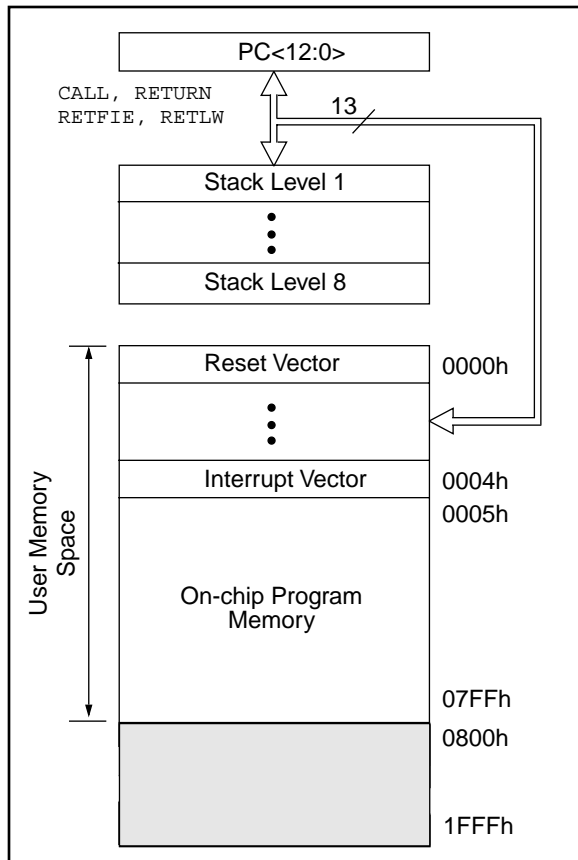 PC<12:0>
CALL, RETURN
RETFIE, RETLW
13
Stack Level 1
Stack Level 8
Reset Vector
0000h
Interrupt Vector
0004h
0005h
User Memory
Space
On-chip Program
Memory
07FFh
0800h
1FFFh